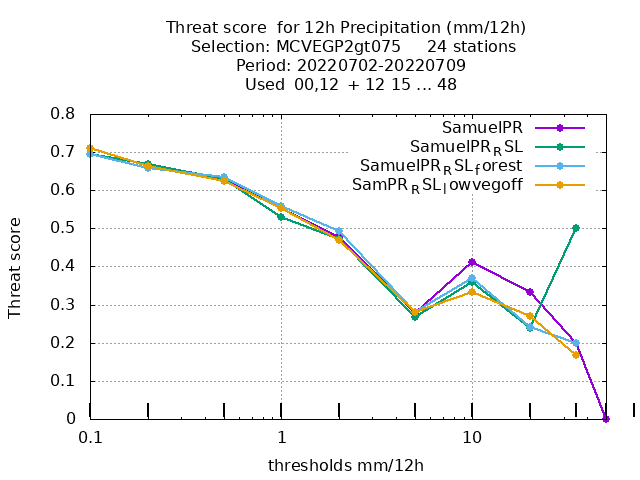 Threat score  for 12h Precipitation (mm/12h)
Selection: MCVEGP2gt075     24 stations
Period: 20220702-20220709
Used  00,12  + 12 15 ... 48
SamuelPR
SamuelPR_RSL
SamuelPR_RSL_forest
SamPR_RSL_lowvegoff
0.8
0.7
0.6
0.5
0.4
0.3
0.2
0.1
0
Threat score
0.1
1
10
thresholds mm/12h